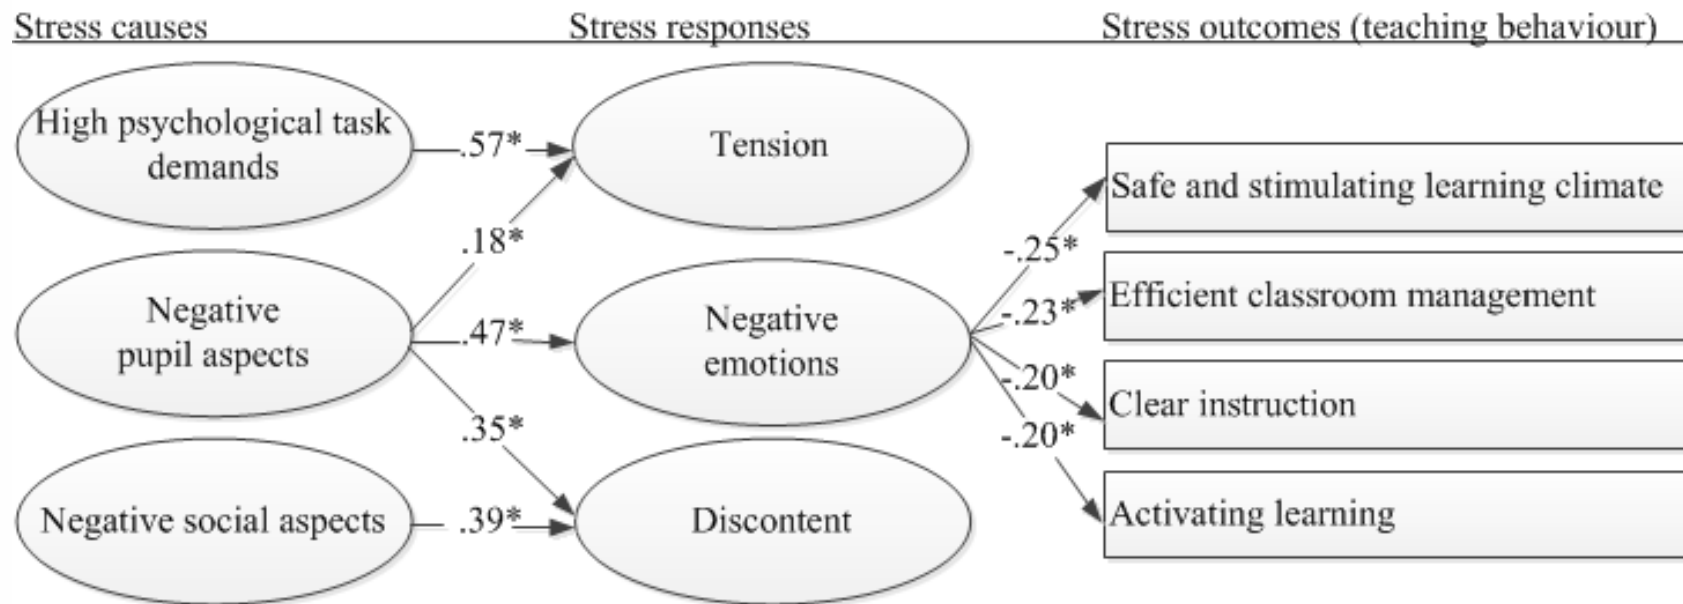 Stress causes
Stress responses
Stress outcomes (teaching behaviour)
High psychological task
demands
.57*
Tension
.18*
Safe and stimulating learning climate
-.25*
Negative
pupil aspects
.47*
Negative
emotions
-.23*
Efficient classroom management
-.20*
Clear instruction
.35*
-.20*
Negative social aspects
.39*
Discontent
Activating learning